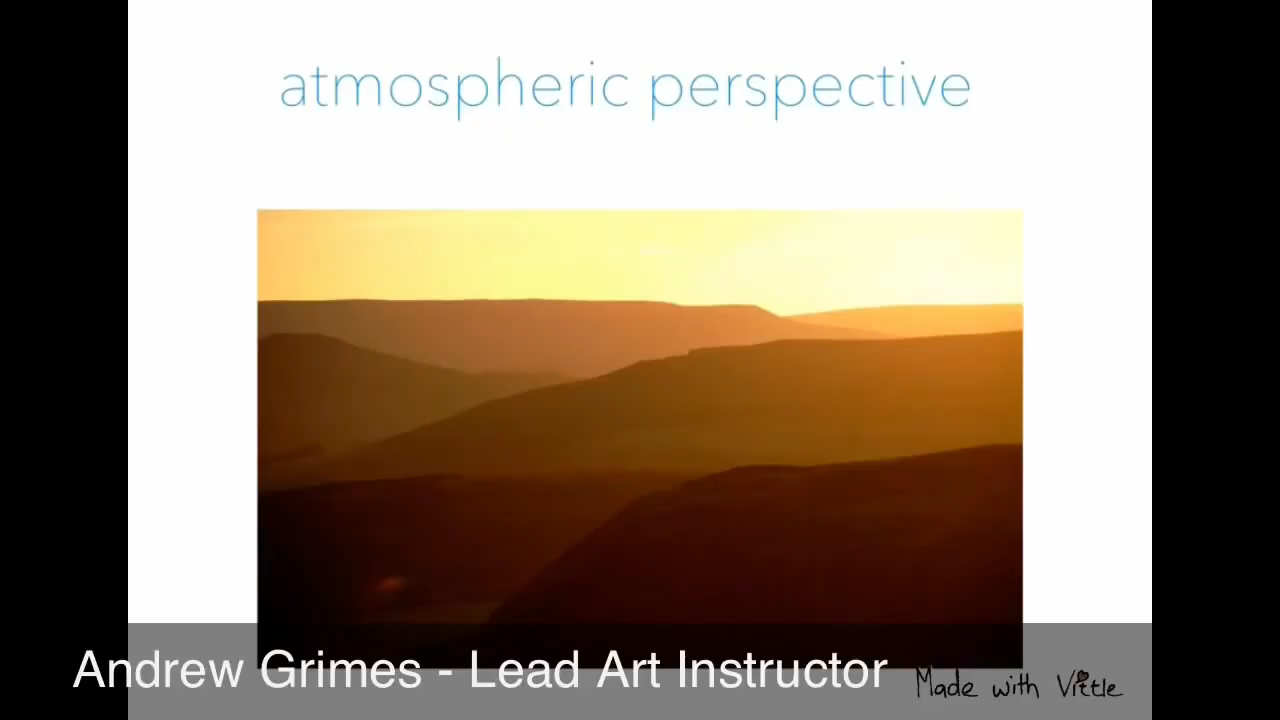 atmospheric perspective
Andrew Grimes - Lead Art Instructor
Made with Vittle